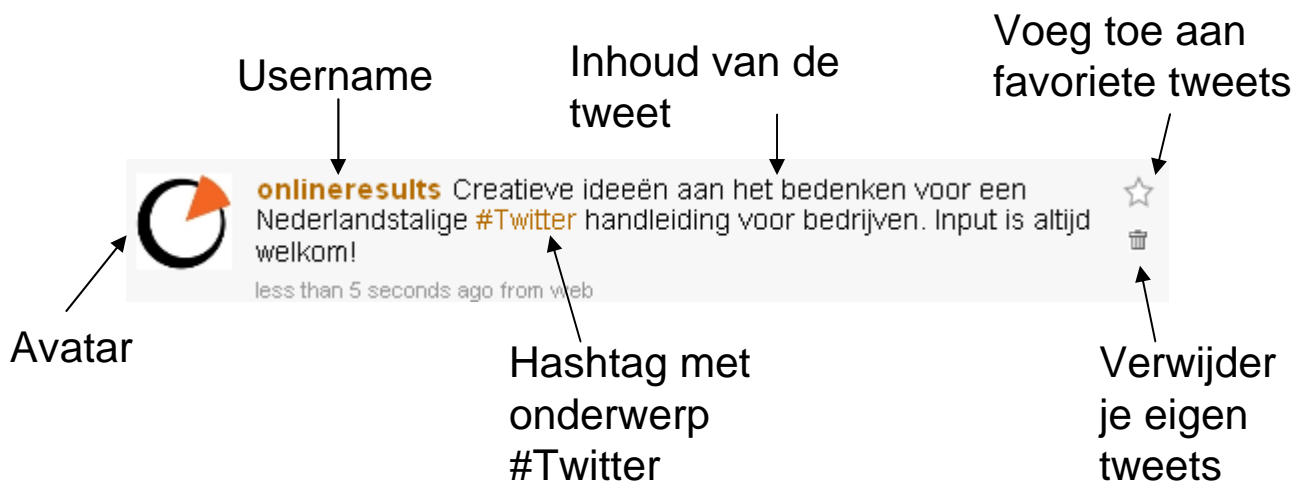 Voeg toe aan
favoriete tweets
Inhoud van de
tweet
Username
onlineresults Creatieve ideeën aan het bedenken voor een
Nederlandstalige #Twitter handleiding voor bedrijven. Input is altijd
welkom!
less than 5 seconds ago from web
Avatar
Hashtag met
onderwerp
#Twitter
Verwijder
je eigen
tweets